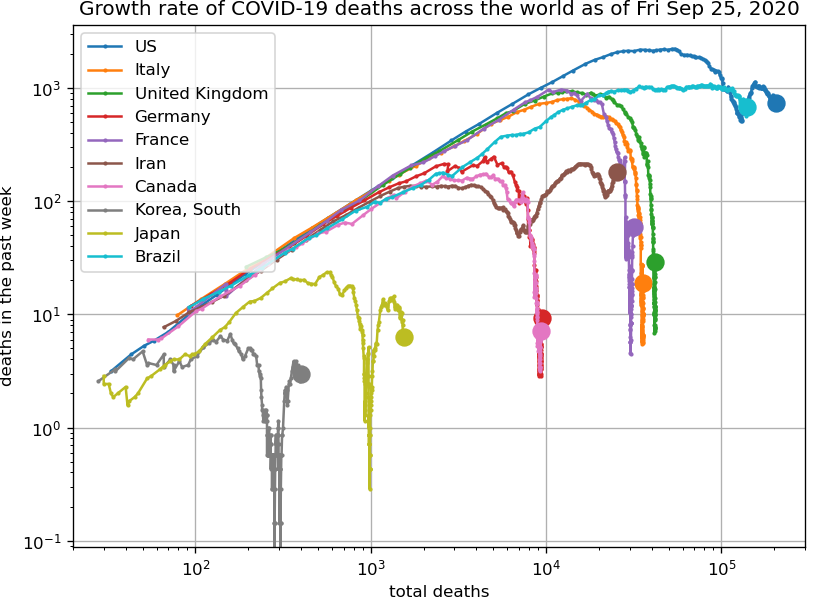 Growth rate of COVID-19 deaths across the world as of Fri Sep 25, 2020
US
Italy
United Kingdom
Germany
France
Iran
Canada
Korea, South
Japan
Brazil
deaths in the past week
10³
10²
10¹
10⁰
10⁻¹
10²
10³
10⁴
10⁵
total deaths